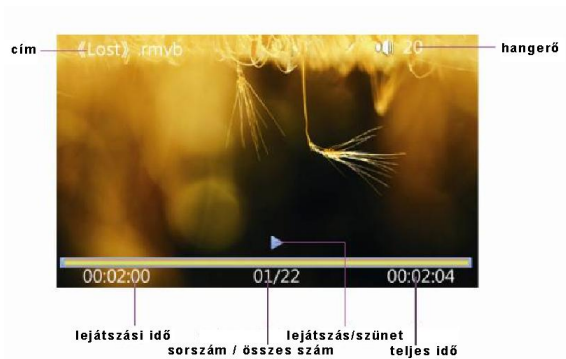 cím
《Lost》.rmvb
20
hangerő
00:02:00
01/22
00:02:04
lejátszási idő
lejátszás/szünet
sorszám / összes szám
teljes idő